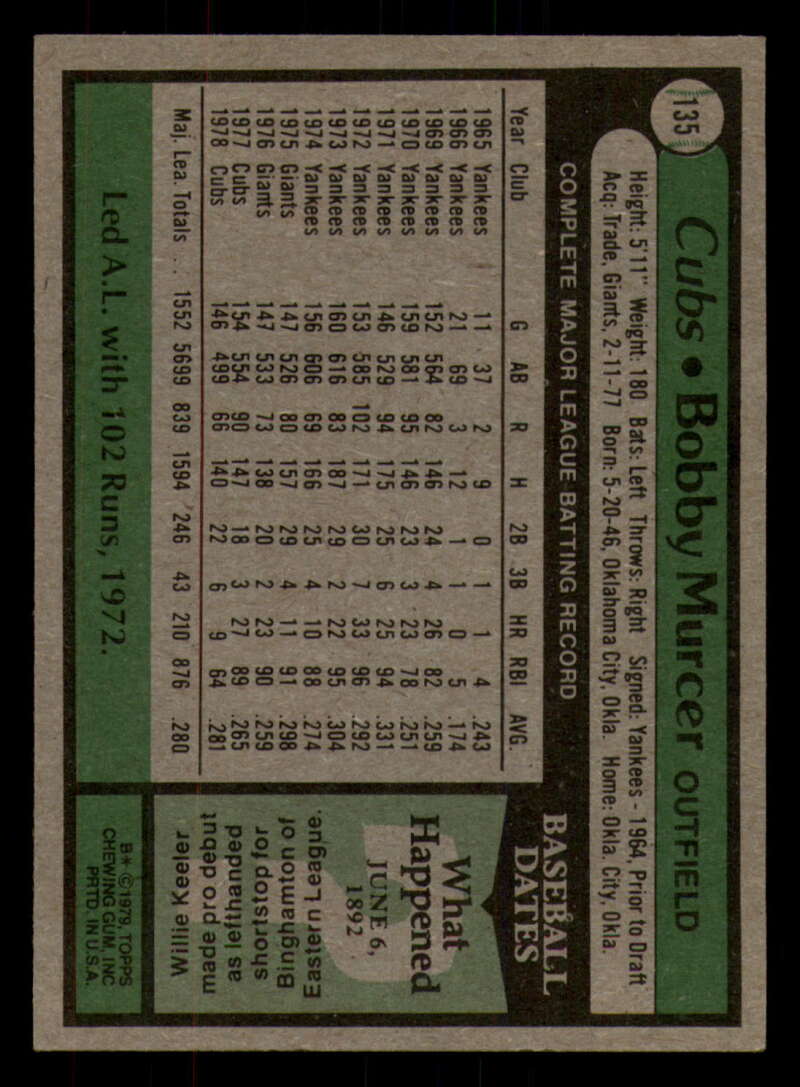 135
Cubs • Bobby Murcer OUTFIELD
Height: 5'11" Weight: 180 Bats: Left Throws: Right Signed: Yankees - 1964, Prior to Draft
Acq: Trade, Giants, 2-11-77 Born: 5-20-46, Oklahoma City, Okla. Home: Okla. City, Okla.
COMPLETE MAJOR LEAGUE BATTING RECORD
Year Club G AB R H 2B 3B HR RBI AVG.
1965 Yankees 11 37 2 9 0 1 1 4 .243
1966 Yankees 21 69 3 12 1 1 0 5 .174
1969 Yankees 152 564 82 146 24 4 26 82 .259
1970 Yankees 159 581 95 146 23 3 23 78 .251
1971 Yankees 146 529 94 175 25 6 25 94 .331
1972 Yankees 153 585 102 171 30 7 33 96 .292
1973 Yankees 160 616 83 187 29 2 22 95 .304
1974 Yankees 156 606 69 166 25 4 10 88 .274
1975 Giants 147 526 80 157 29 4 11 91 .298
1976 Giants 147 533 73 138 20 2 23 90 .259
1977 Cubs 154 554 90 147 18 3 27 89 .265
1978 Cubs 146 499 66 140 22 6 9 64 .281
Maj. Lea. Totals . . 1552 5699 839 1594 246 43 210 876 .280
Led A.L. with 102 Runs, 1972.
BASEBALL
DATES
What
Happened
JUNE 6,
1892
Willie Keeler
made pro debut
as lefthanded
shortstop for
Binghamton of
Eastern League.
B* ©1979, TOPPS
CHEWING GUM, INC
PRTD. IN U.S.A.